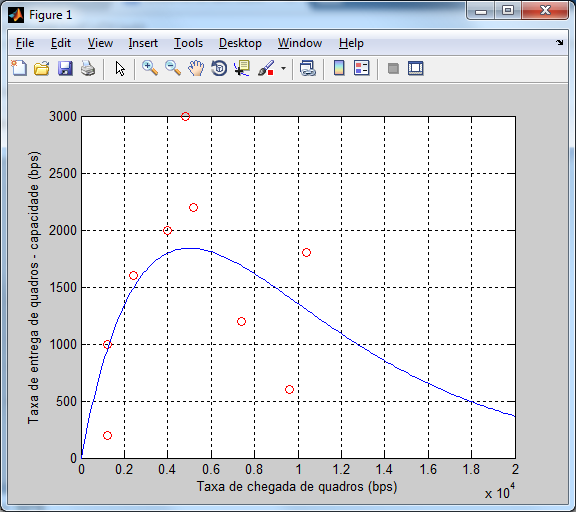 Figure 1
File Edit View Insert Tools Desktop Window Help
Taxa de entrega de quadros - capacidade (bps)
3000
2500
2000
1500
1000
500
0
0 0.2 0.4 0.6 0.8 1 1.2 1.4 1.6 1.8 2
Taxa de chegada de quadros (bps)
x 10^4